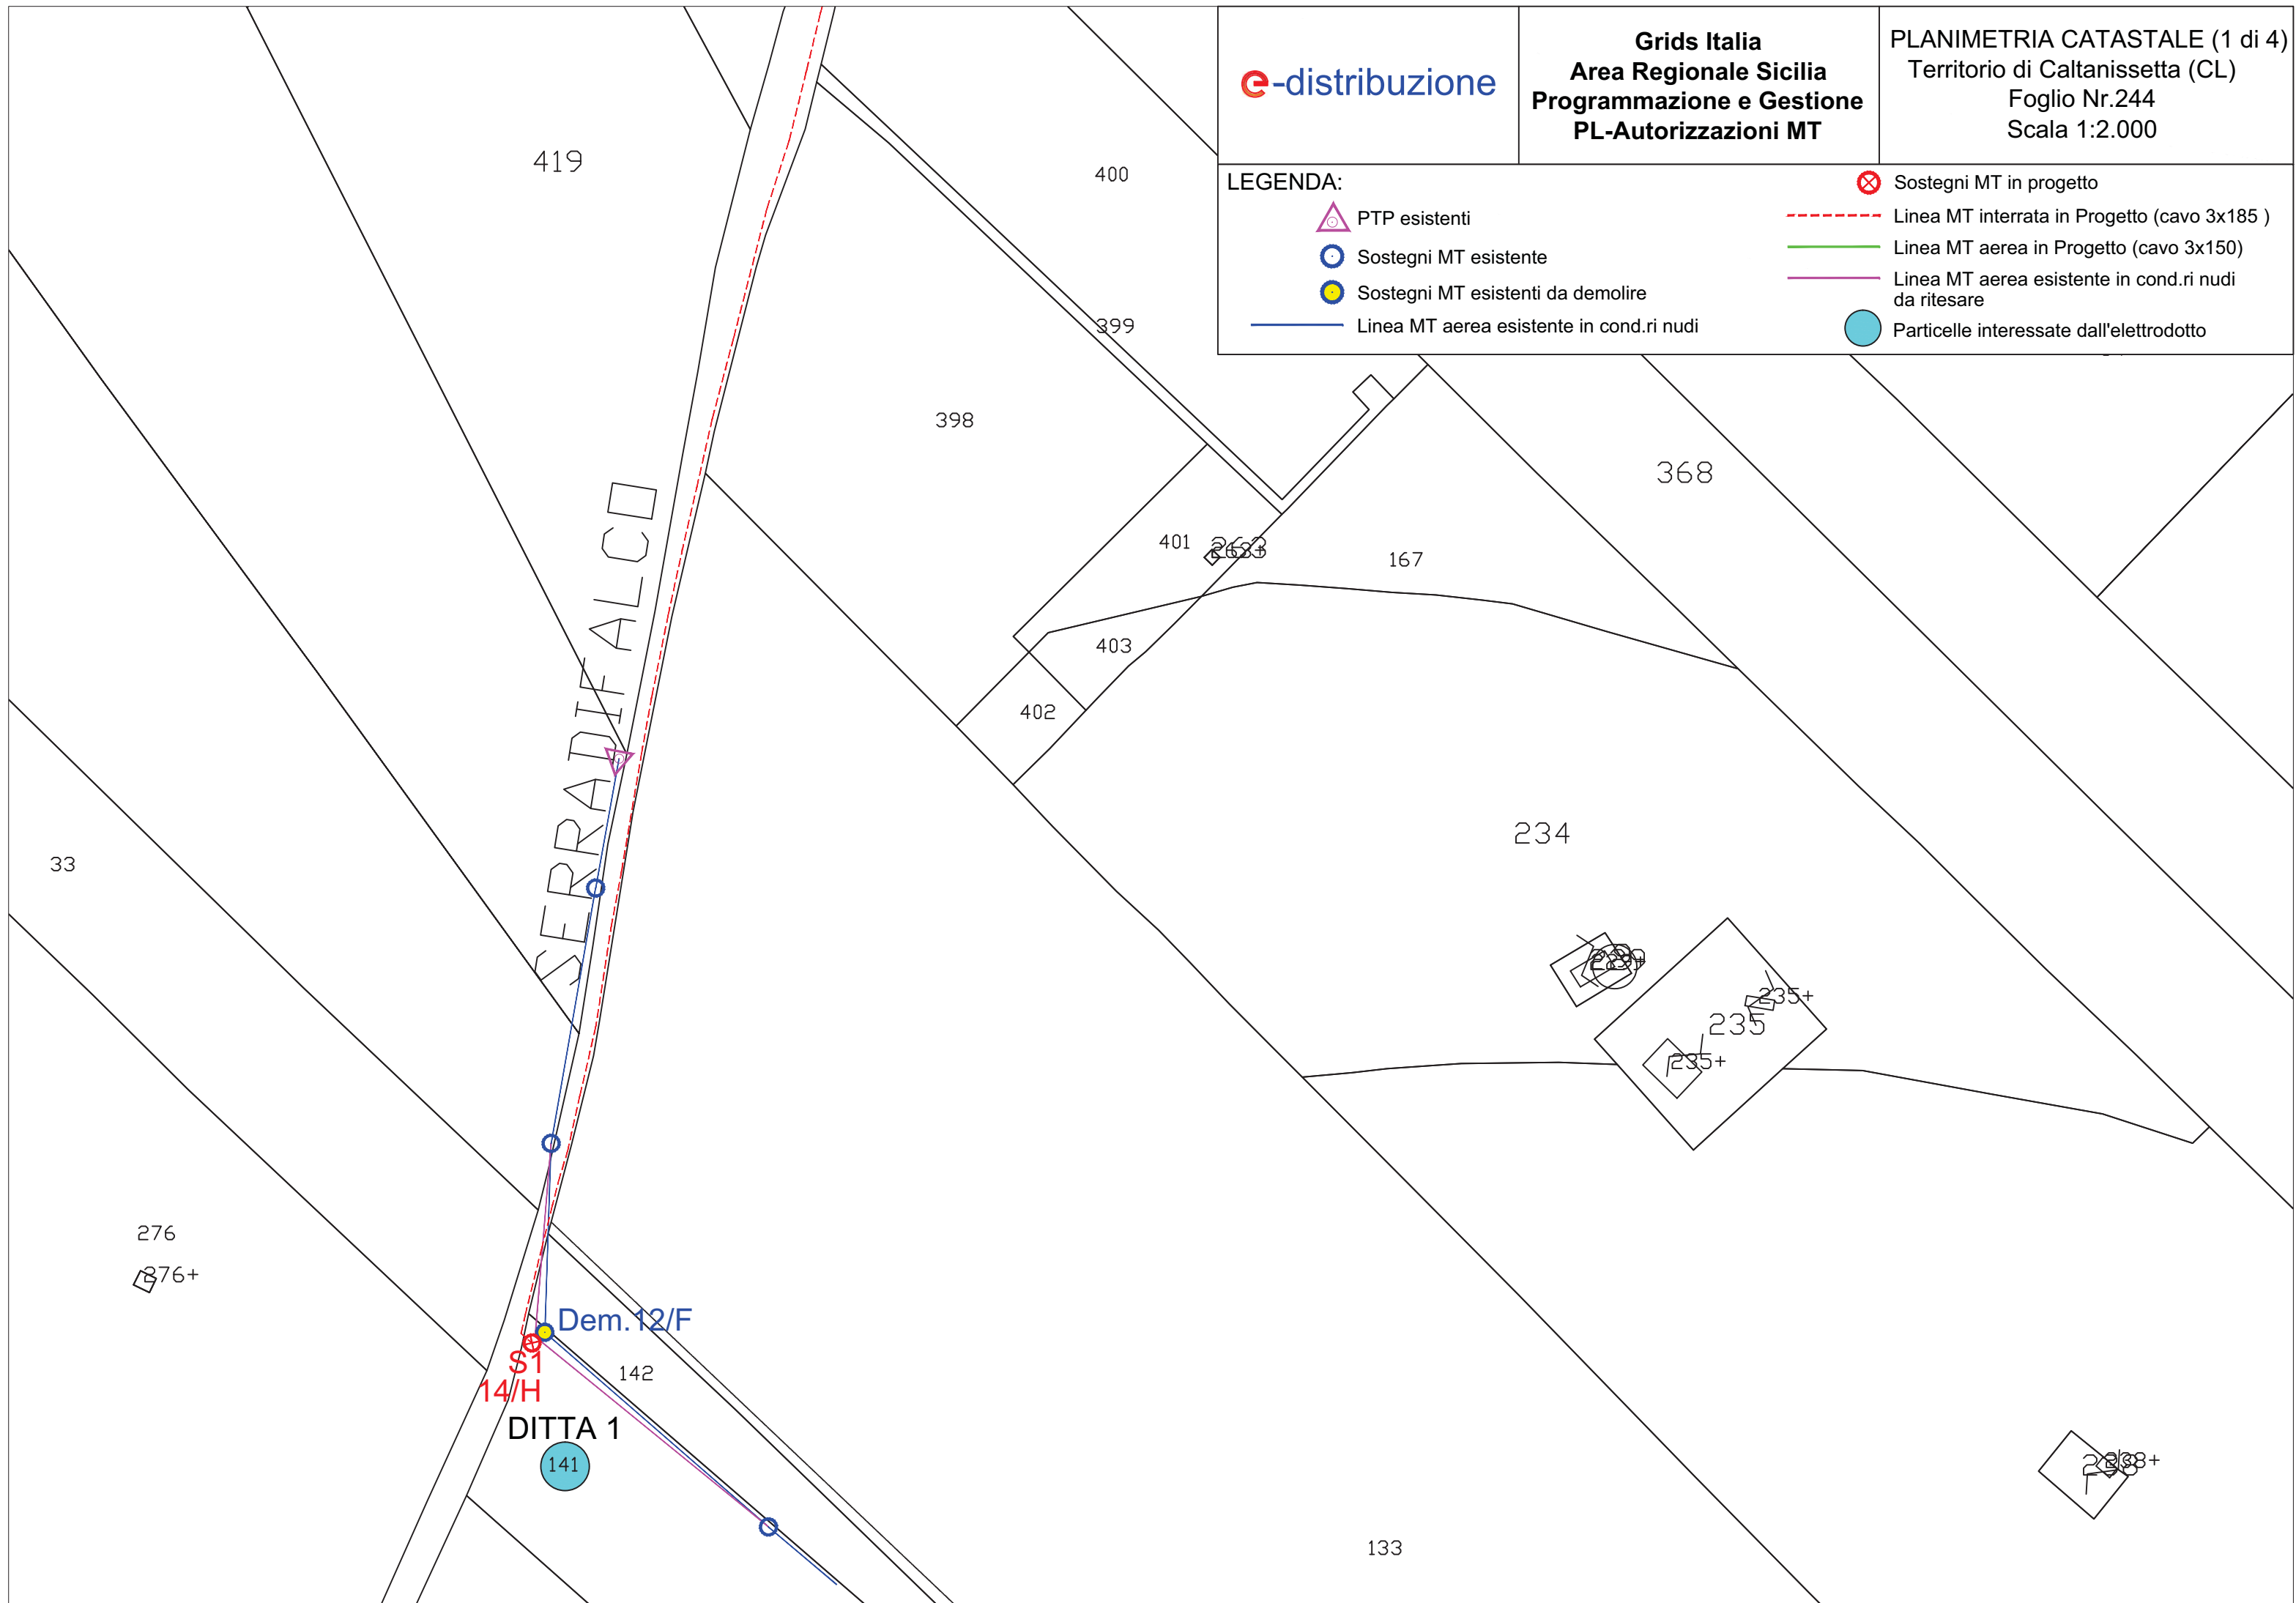 e-distribuzione
Grids Italia
Area Regionale Sicilia
Programmazione e Gestione
PL-Autorizzazioni MT
PLANIMETRIA CATASTALE (1 di 4)
Territorio di Caltanissetta (CL)
Foglio Nr.244
Scala 1:2.000
LEGENDA:
PTP esistenti
Sostegni MT esistente
Sostegni MT esistenti da demolire
Linea MT aerea esistente in cond.ri nudi
Sostegni MT in progetto
Linea MT interrata in Progetto (cavo 3x185 )
Linea MT aerea in Progetto (cavo 3x150)
Linea MT aerea esistente in cond.ri nudi
da ritesare
Particelle interessate dall'elettrodotto
419
400
399
398
368
401
263+
167
403
402
SERRADIFALCO
234
33
235+
235
235+
276
276+
Dem.12/F
S1
14/H
142
DITTA 1
141
238+
133